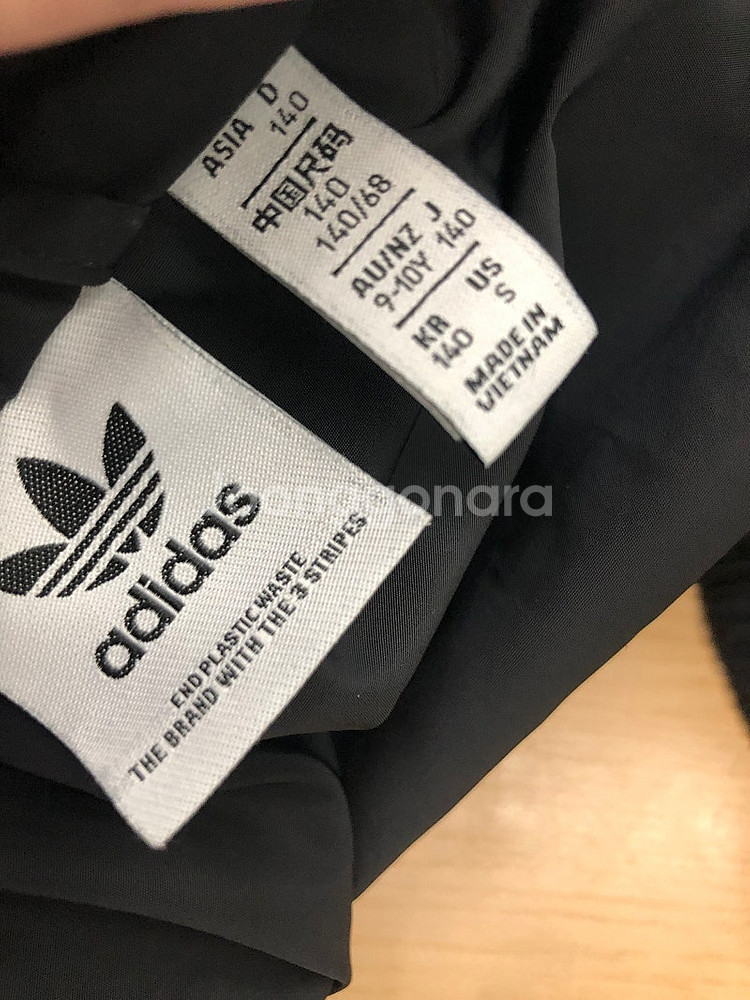 ASIA D
140
中国尺码
140
140/68
AU/NZ J
9-10Y 140
KR US
140 S
MADE IN
VIETNAM
adidas
END PLASTIC WASTE
THE BRAND WITH THE 3 STRIPES